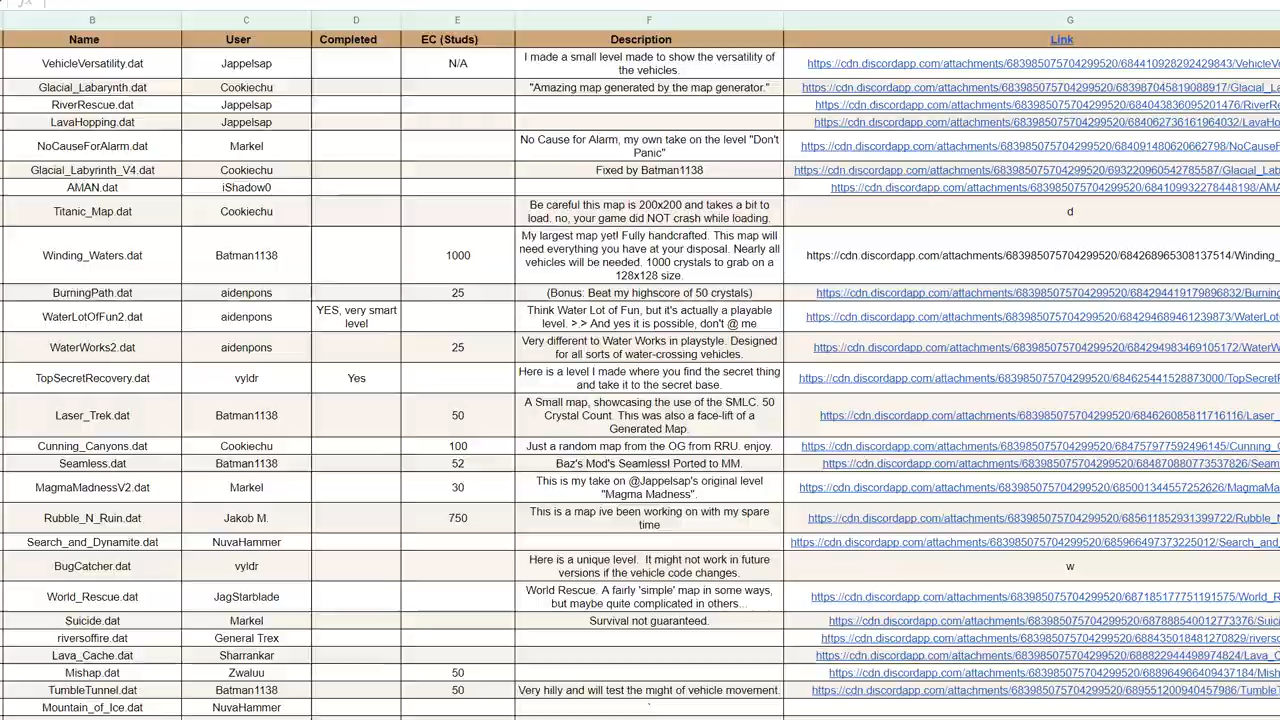 fx
B C D E F G
Name User Completed EC (Studs) Description Link
VehicleVersatility.dat Jappelsap N/A I made a small level made to show the versatility of
the vehicles. https://cdn.discordapp.com/attachments/683985075704299520/684410928292429843/VehicleV
Glacial_Labarynth.dat Cookiechu "Amazing map generated by the map generator." https://cdn.discordapp.com/attachments/683985075704299520/683987045819088917/Glacial_La
RiverRescue.dat Jappelsap https://cdn.discordapp.com/attachments/683985075704299520/684043836095201476/RiverR
LavaHopping.dat Jappelsap https://cdn.discordapp.com/attachments/683985075704299520/684062736161964032/LavaH
NoCauseForAlarm.dat Markel No Cause for Alarm, my own take on the level "Don't
Panic" https://cdn.discordapp.com/attachments/683985075704299520/684091480620662798/NoCauseF
Glacial_Labyrinth_V4.dat Cookiechu Fixed by Batman1138 https://cdn.discordapp.com/attachments/683985075704299520/693220960542785587/Glacial_Lab
AMAN.dat iShadow0 https://cdn.discordapp.com/attachments/683985075704299520/684109932278448198/AMA
Titanic_Map.dat Cookiechu Be careful this map is 200x200 and takes a bit to
load. no, your game did NOT crash while loading. d
Winding_Waters.dat Batman1138 1000 My largest map yet! Fully handcrafted. This map will
need everything you have at your disposal. Nearly all
vehicles will be needed. 1000 crystals to grab on a
128x128 size. https://cdn.discordapp.com/attachments/683985075704299520/684268965308137514/Winding_
BurningPath.dat aidenpons 25 (Bonus: Beat my highscore of 50 crystals) https://cdn.discordapp.com/attachments/683985075704299520/684294419179896832/Burnin
WaterLotOfFun2.dat aidenpons YES, very smart
level Think Water Lot of Fun, but it's actually a playable
level. >.> And yes it is possible, don't @ me https://cdn.discordapp.com/attachments/683985075704299520/684294689461239873/WaterLot
WaterWorks2.dat aidenpons 25 Very different to Water Works in playstyle. Designed
for all sorts of water-crossing vehicles. https://cdn.discordapp.com/attachments/683985075704299520/684294983469105172/WaterW
TopSecretRecovery.dat vyldr Yes Here is a level I made where you find the secret thing
and take it to the secret base. https://cdn.discordapp.com/attachments/683985075704299520/684625441528873000/TopSec
Laser_Trek.dat Batman1138 50 A Small map, showcasing the use of the SMLC. 50
Crystal Count. This was also a face-lift of a
Generated Map. https://cdn.discordapp.com/attachments/683985075704299520/684626085811716116/Laser_
Cunning_Canyons.dat Cookiechu 100 Just a random map from the OG from RRU. enjoy. https://cdn.discordapp.com/attachments/683985075704299520/684757977592496145/Cunning_
Seamless.dat Batman1138 52 Baz's Mod's Seamless! Ported to MM. https://cdn.discordapp.com/attachments/683985075704299520/684870880773537826/Seam
MagmaMadnessV2.dat Markel 30 This is my take on @Jappelsap's original level
"Magma Madness". https://cdn.discordapp.com/attachments/683985075704299520/685001344557252626/MagmaMa
Rubble_N_Ruin.dat Jakob M. 750 This is a map ive been working on with my spare
time https://cdn.discordapp.com/attachments/683985075704299520/685611852931399722/Rubble_
Search_and_Dynamite.dat NuvaHammer https://cdn.discordapp.com/attachments/683985075704299520/685966497373225012/Search_and
BugCatcher.dat vyldr Here is a unique level. It might not work in future
versions if the vehicle code changes. w
World_Rescue.dat JagStarblade World Rescue. A fairly 'simple' map in some ways,
but maybe quite complicated in others... https://cdn.discordapp.com/attachments/683985075704299520/687185177751191575/World_R
Suicide.dat Markel Survival not guaranteed. https://cdn.discordapp.com/attachments/683985075704299520/687888540012773376/Suici
riversoffire.dat General Trex https://cdn.discordapp.com/attachments/683985075704299520/688435018481270829/riverso
Lava_Cache.dat Sharrankar https://cdn.discordapp.com/attachments/683985075704299520/688822944498974824/Lava_C
Mishap.dat Zwaluu 50 https://cdn.discordapp.com/attachments/683985075704299520/688964966409437184/Mish
TumbleTunnel.dat Batman1138 50 Very hilly and will test the might of vehicle movement. https://cdn.discordapp.com/attachments/683985075704299520/689551200940457986/TumbleT
Mountain_of_Ice.dat NuvaHammer